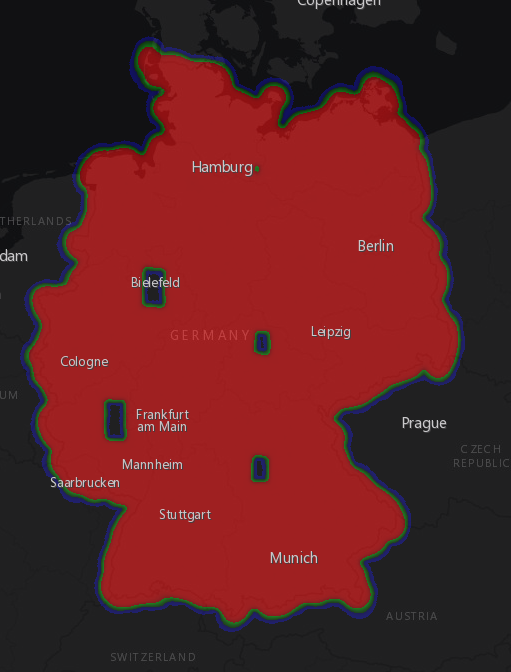 Copenhagen
Hamburg
THERLANDS
Berlin
dam
Bielefeld
GERMANY
Leipzig
Cologne
UM
Frankfurt
am Main
Prague
CZECH
REPUBLIC
Mannheim
Saarbrucken
Stuttgart
Munich
AUSTRIA
SWITZERLAND